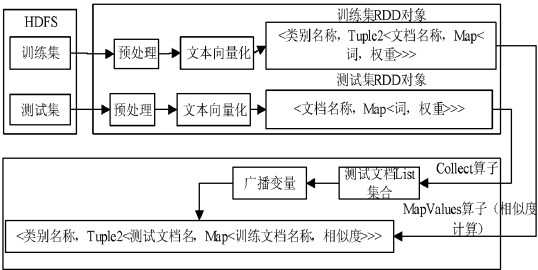 训练集RDD对象
HDFS
训练集
预处理
文本向量化
<类别名称，Tuple2<文档名称，Map<
词，权重>>>
测试集RDD对象
测试集
预处理
文本向量化
<文档名称，Map<词，权重>>>
Collect算子
广播变量
测试文档List
集合
MapValues算子（相似度
计算）
<类别名称，Tuple2<测试文档名，Map<训练文档名称，相似度>>>